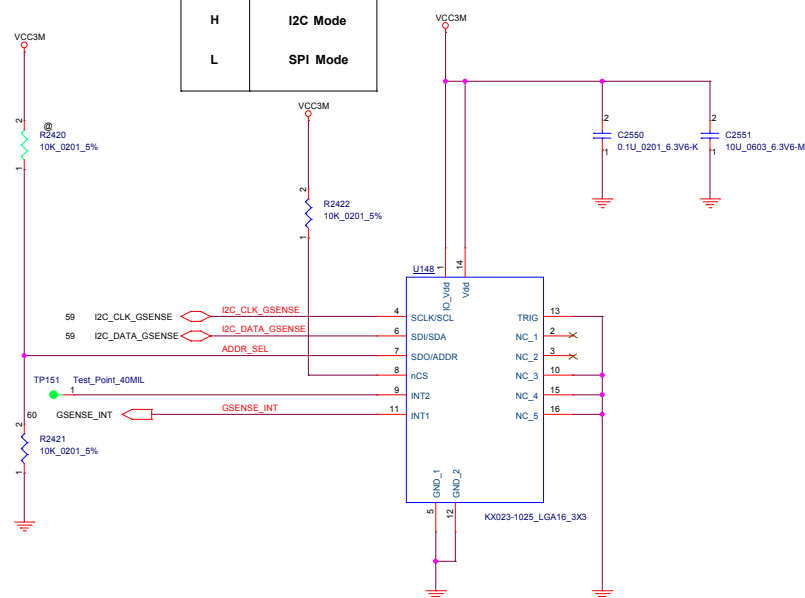 H I2C Mode
L SPI Mode
VCC3M
VCC3M
VCC3M
2
@
R2420
10K_0201_5%
1
2
R2422
10K_0201_5%
1
2
C2550
0.1U_0201_6.3V6-K
1
2
C2551
10U_0603_6.3V6-M
1
U148
1
14
IO_Vdd
Vdd
59 I2C_CLK_GSENSE I2C_CLK_GSENSE 4 SCLK/SCL TRIG 13
59 I2C_DATA_GSENSE I2C_DATA_GSENSE 6 SDI/SDA NC_1 2
ADDR_SEL 7 SDO/ADDR NC_2 3
8 nCS NC_3 10
TP151 Test_Point_40MIL 1 9 INT2 NC_4 15
60 GSENSE_INT GSENSE_INT 11 INT1 NC_5 16
2
R2421
10K_0201_5%
1
GND_1
GND_2
5
12
KX023-1025_LGA16_3X3